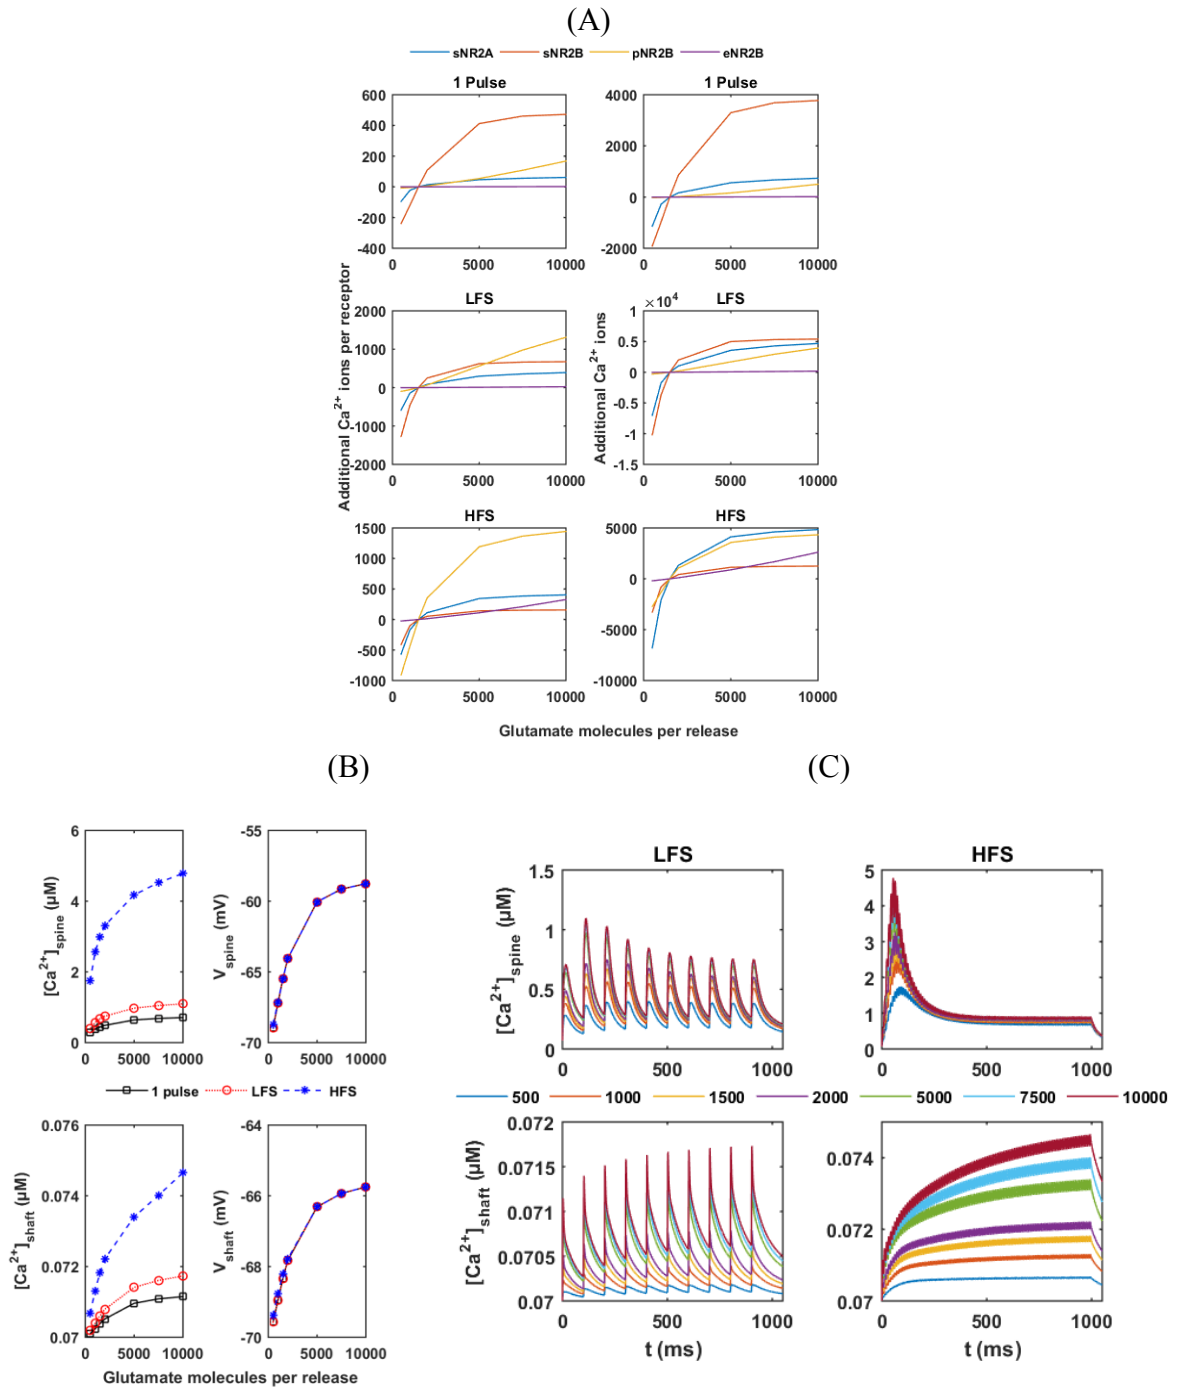 (A)
sNR2A sNR2B pNR2B eNR2B
1 Pulse 1 Pulse
600
400
200
0
-200
-400
0 5000 10000
4000
2000
0
-2000
0 5000 10000
Additional Ca2+ ions per receptor
LFS
2000
1000
0
-1000
-2000
0 5000 10000
Additional Ca2+ ions
×10^4 LFS
1
0.5
0
-0.5
-1
-1.5
0 5000 10000
HFS
1500
1000
500
0
-500
-1000
0 5000 10000
HFS
5000
0
-5000
-10000
0 5000 10000
Glutamate molecules per release
(B) (C)
[Ca2+]spine (µM)
6
4
2
0
0 5000 10000
Vspine (mV)
-55
-60
-65
-70
0 5000 10000
1 pulse LFS HFS
[Ca2+]shaft (µM)
0.076
0.074
0.072
0.07
0 5000 10000
Vshaft (mV)
-64
-66
-68
-70
0 5000 10000
Glutamate molecules per release
LFS
[Ca2+]spine (µM)
1.5
1
0.5
0
0 500 1000
HFS
5
4
3
2
1
0
0 500 1000
500 1000 1500 2000 5000 7500 10000
[Ca2+]shaft (µM)
0.072
0.0715
0.071
0.0705
0.07
0 500 1000
t (ms)
0.074
0.072
0.07
0 500 1000
t (ms)